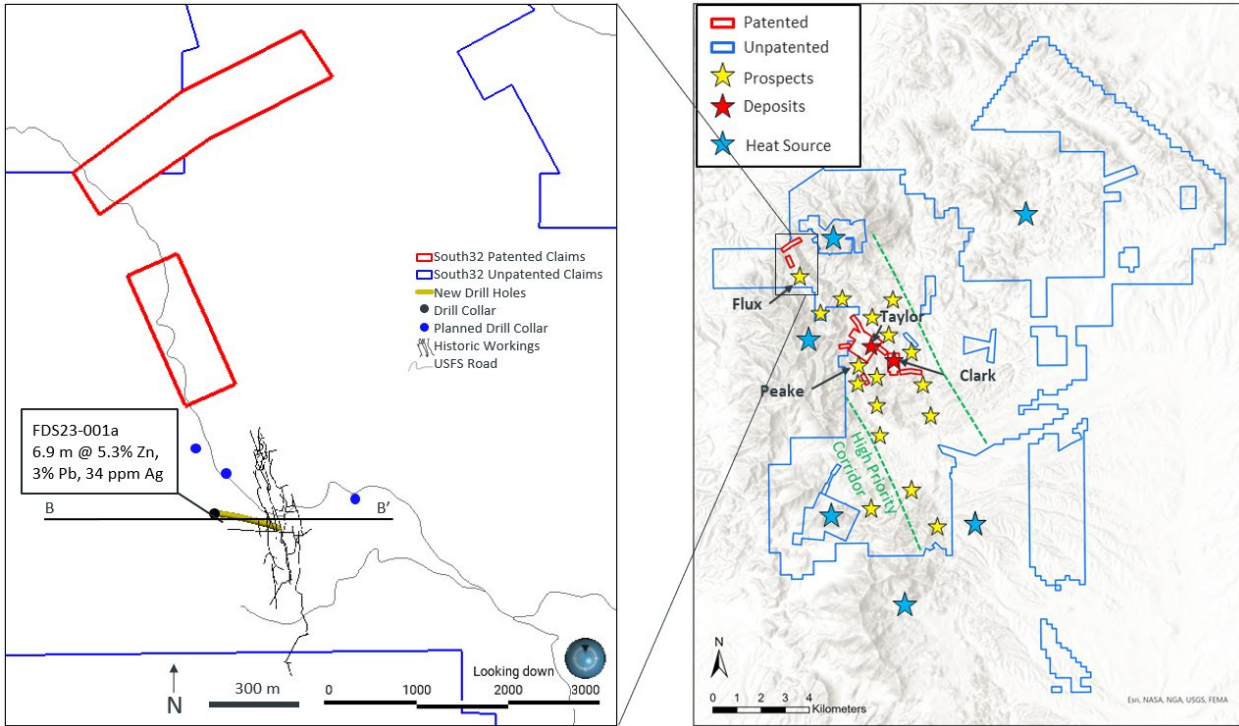 South32 Patented Claims
South32 Unpatented Claims
New Drill Holes
Drill Collar
Planned Drill Collar
Historic Workings
USFS Road
FDS23-001a
6.9 m @ 5.3% Zn,
3% Pb, 34 ppm Ag
B
B'
Looking down
N
300 m
0 1000 2000 3000
Patented
Unpatented
Prospects
Deposits
Heat Source
Flux
Taylor
Peake
Clark
High Priority
Corridor
N
0 1 2 3 4
Kilometers
Esri, NASA, NGA, USGS, FEMA